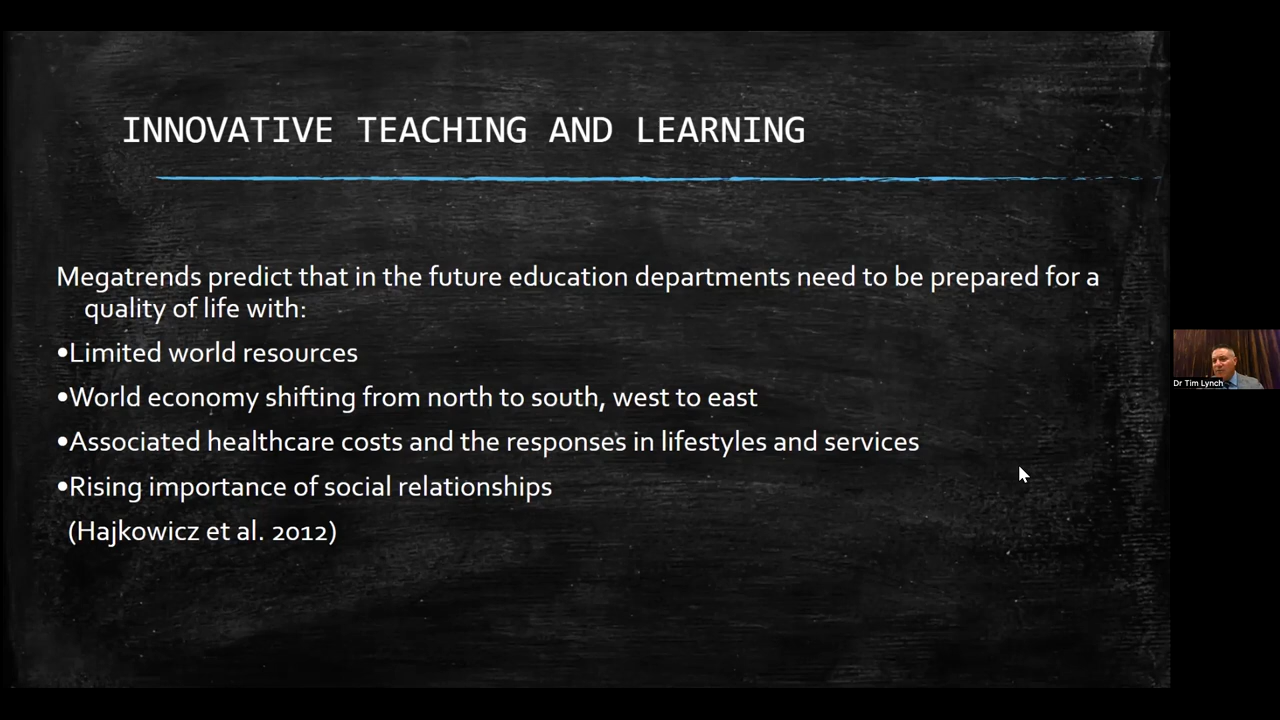 INNOVATIVE TEACHING AND LEARNING
Megatrends predict that in the future education departments need to be prepared for a
quality of life with:
•Limited world resources
•World economy shifting from north to south, west to east
•Associated healthcare costs and the responses in lifestyles and services
•Rising importance of social relationships
(Hajkowicz et al. 2012)
Dr Tim Lynch